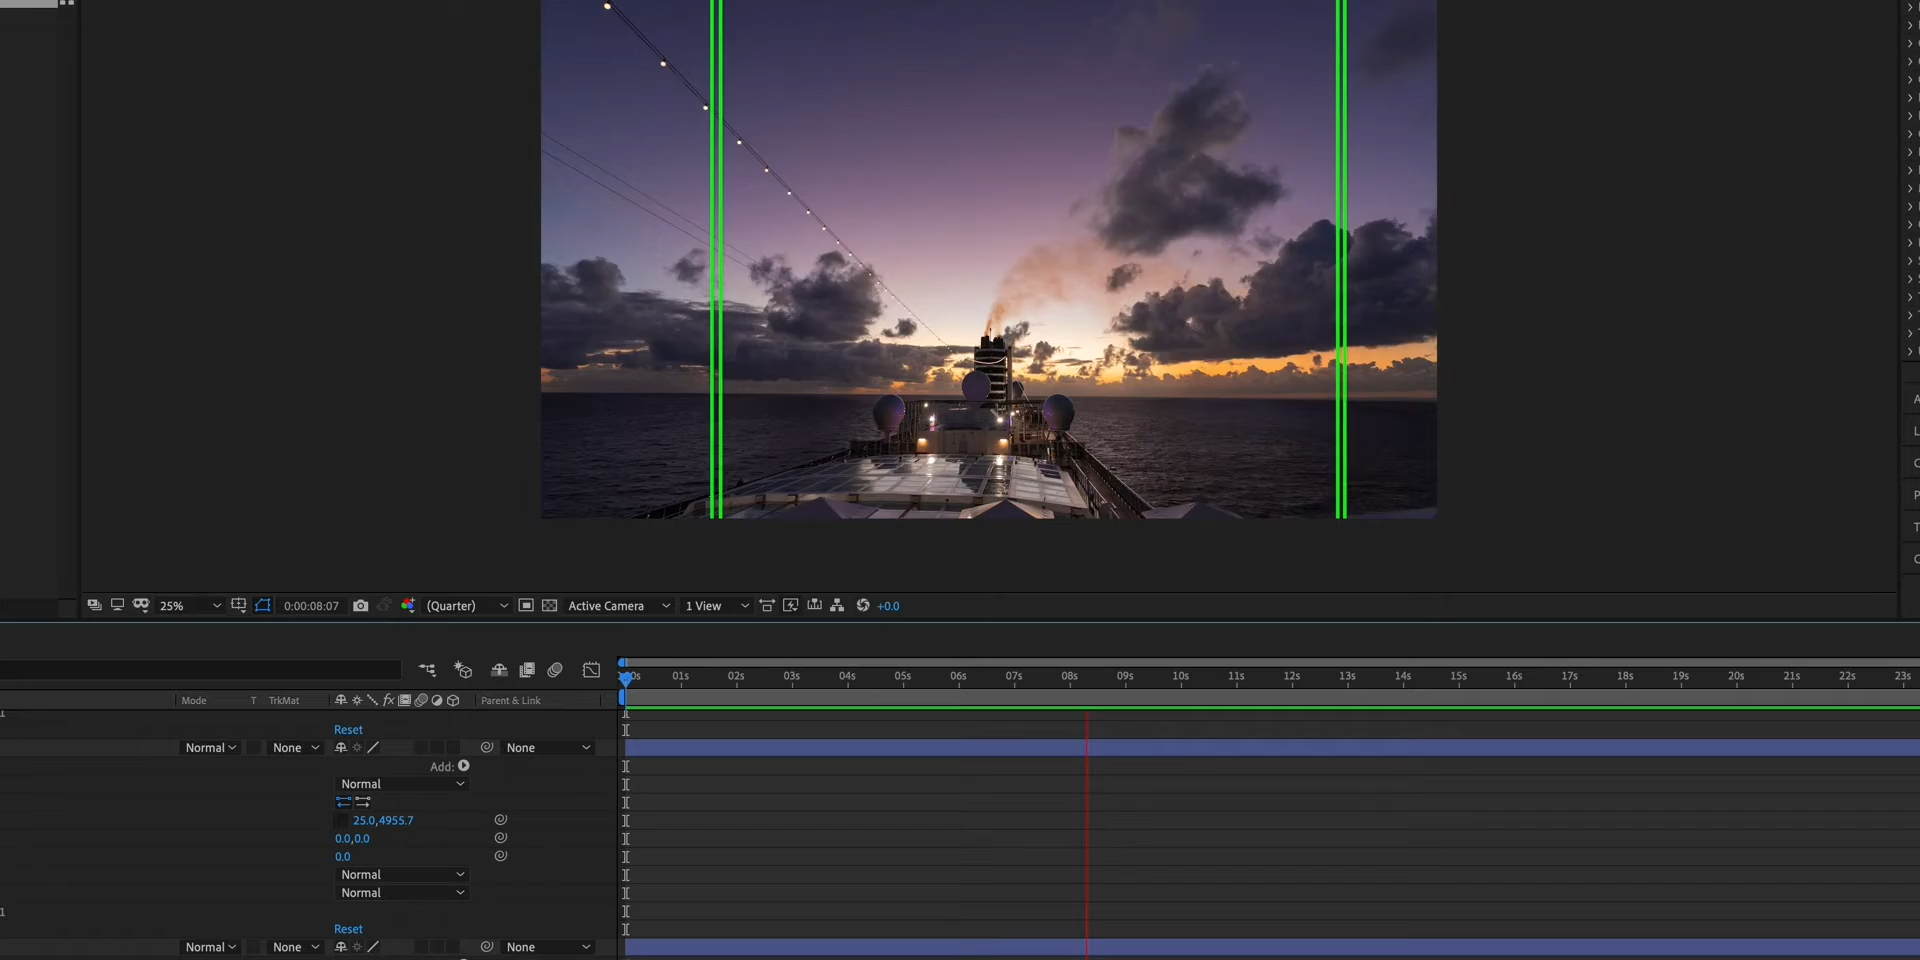 25% 0:00:08:07 (Quarter) Active Camera 1 View +0.0
01s 02s 03s 04s 05s 06s 07s 08s 09s 10s 11s 12s 13s 14s 15s 16s 17s 18s 19s 20s 21s 22s 23s
Mode T TrkMat fx Parent & Link
1
Reset
Normal None None
Add:
Normal
25.0,4955.7
0.0,0.0
0.0
Normal
Normal
1
Reset
Normal None None